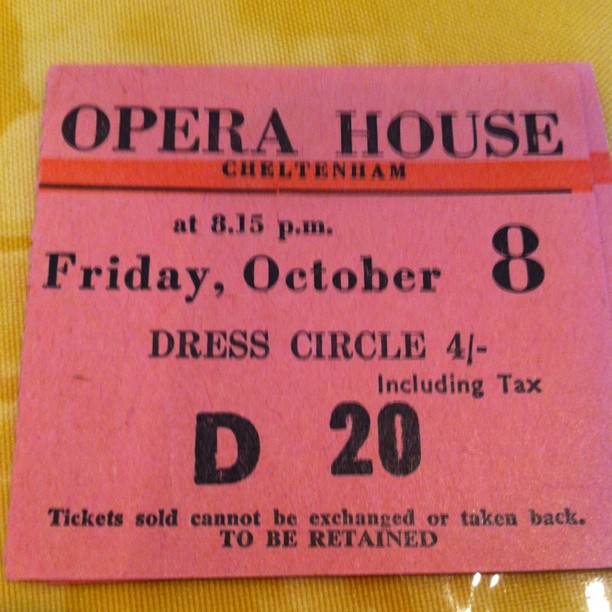 OPERA HOUSE
CHELTENHAM
at 8.15 p.m.
Friday, October 8
DRESS CIRCLE 4/-
Including Tax
D 20
Tickets sold cannot be exchanged or taken back.
TO BE RETAINED